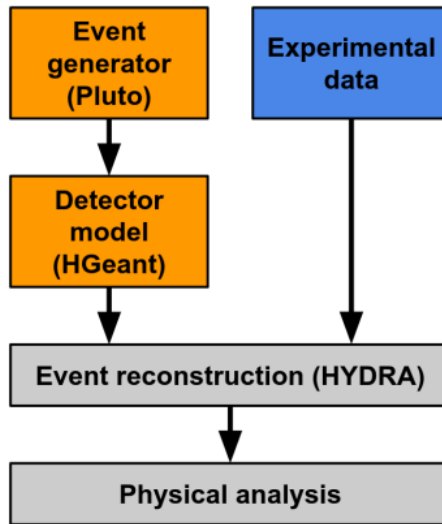 Event
generator
(Pluto)
Experimental
data
Detector
model
(HGeant)
Event reconstruction (HYDRA)
Physical analysis